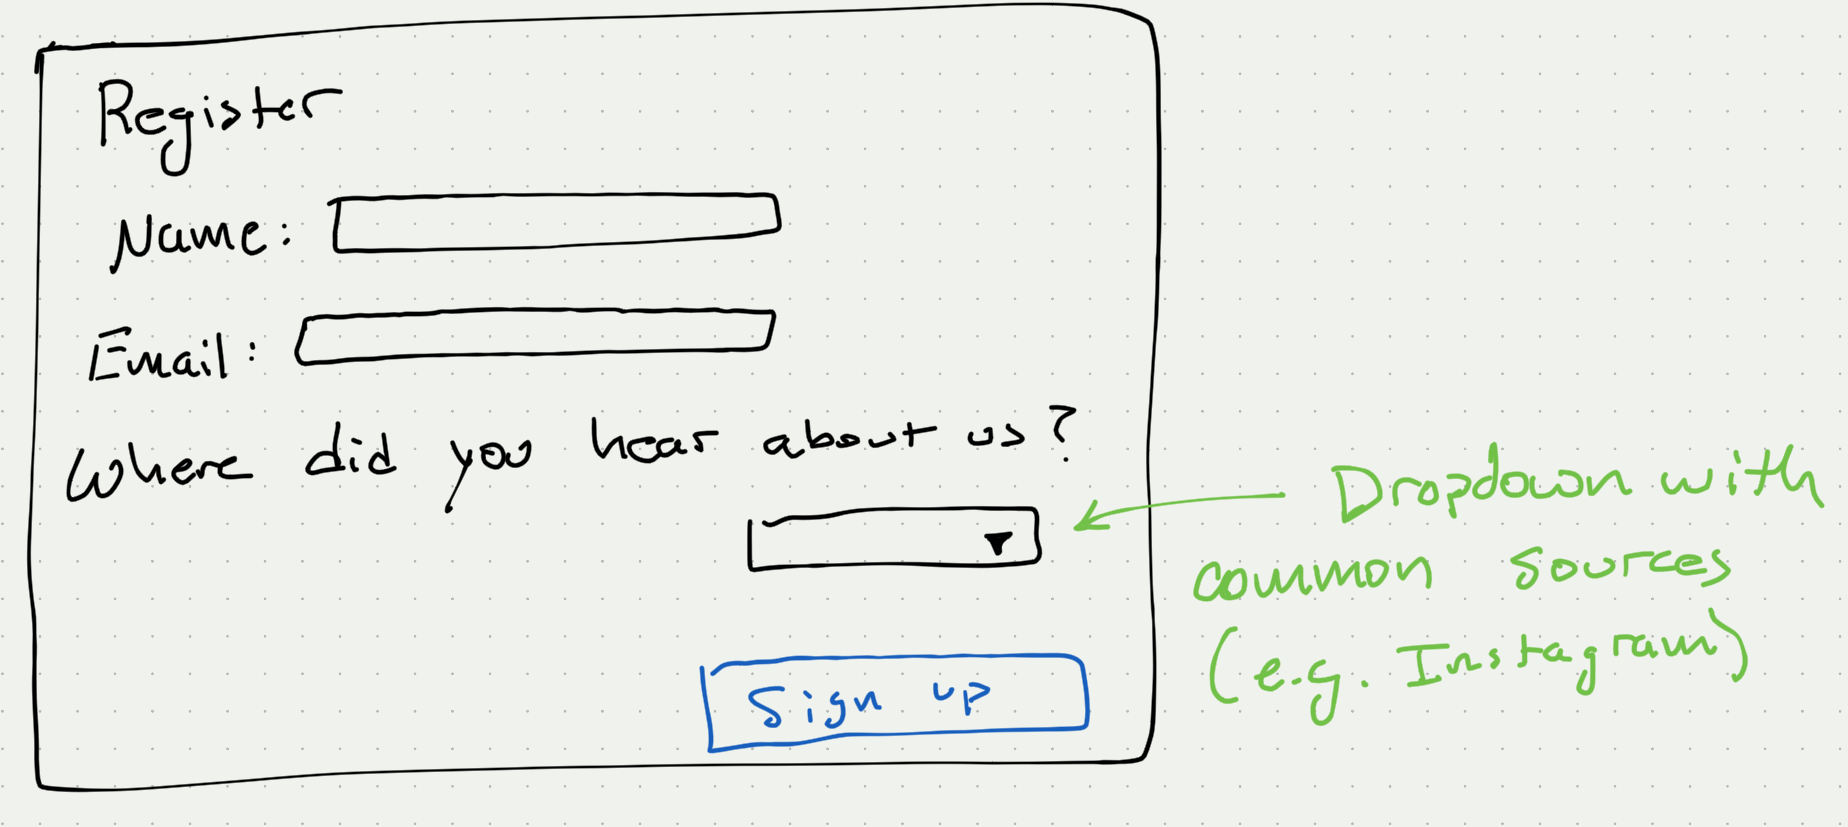 Register
Name:
Email:
Where did you hear about us?
Dropdown with
common sources
(e.g. Instagram)
Sign up